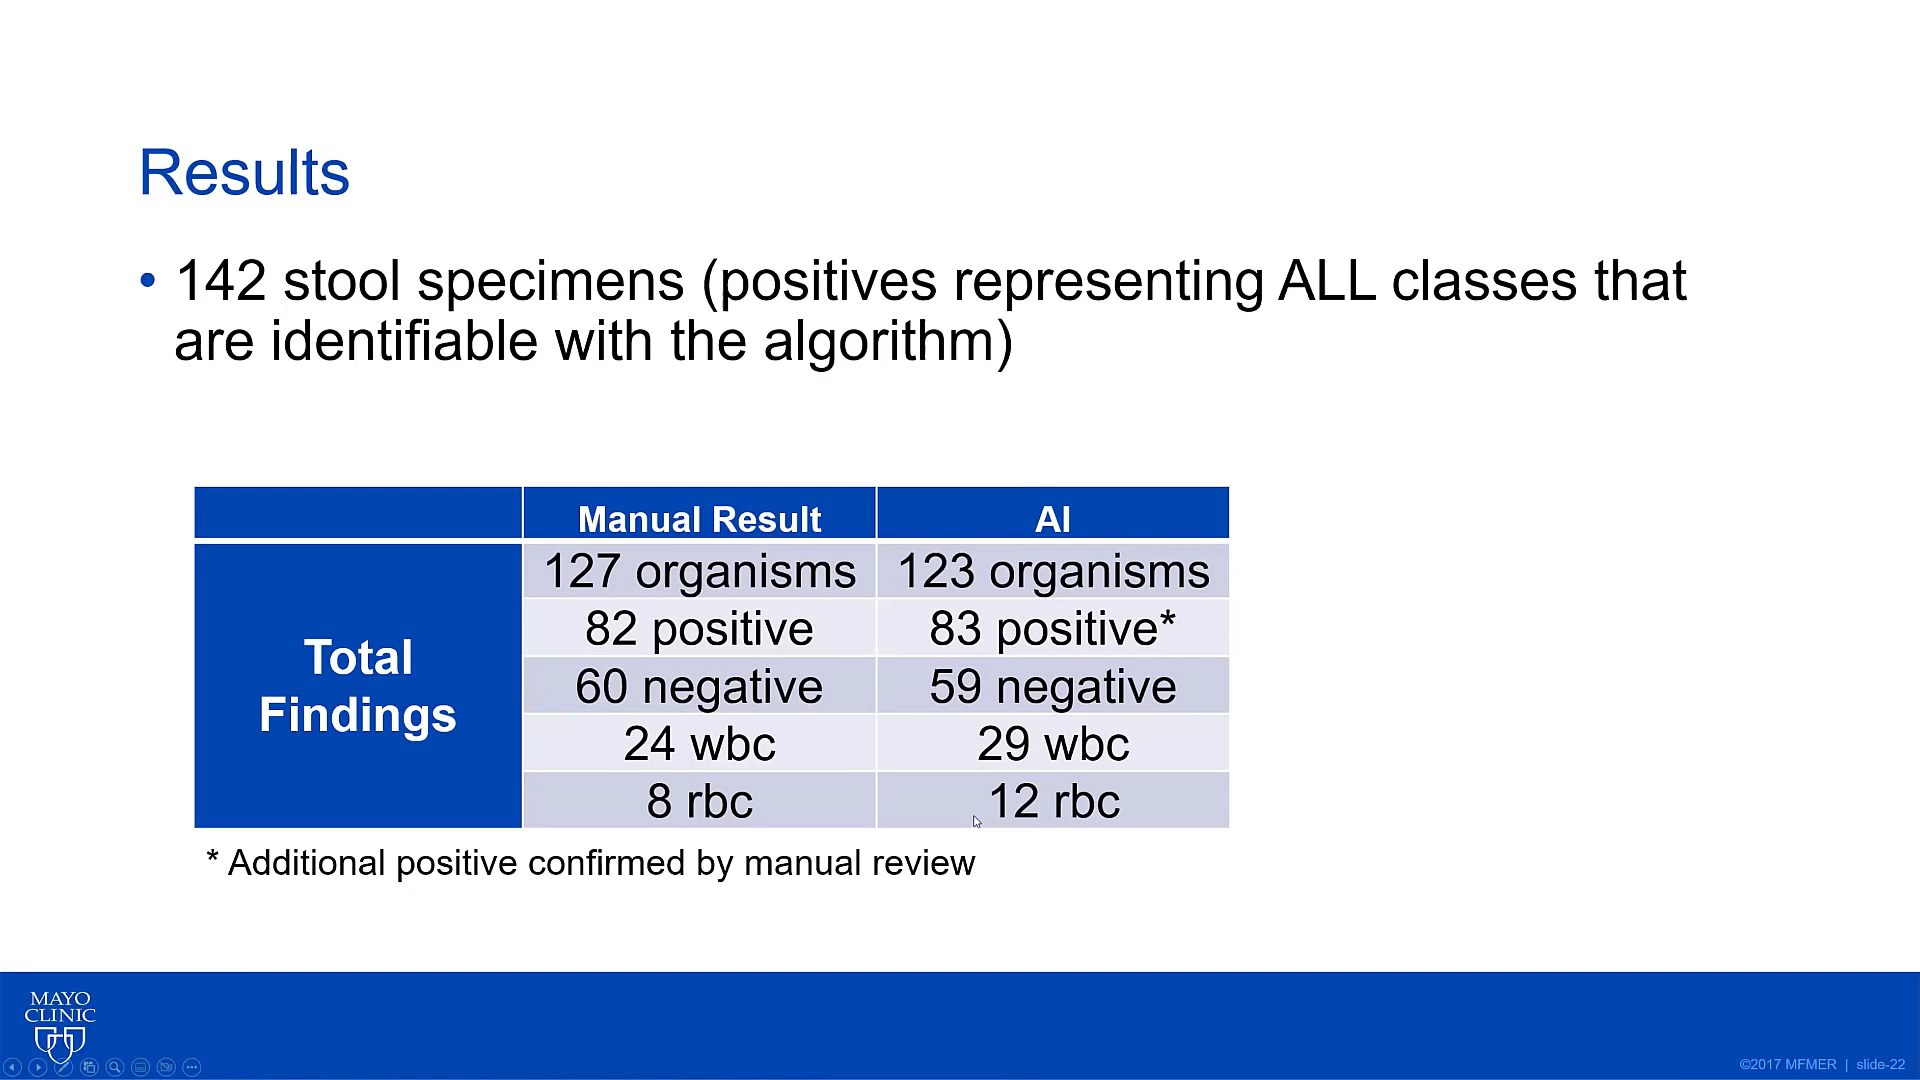 Results
• 142 stool specimens (positives representing ALL classes that
are identifiable with the algorithm)
Manual Result AI
Total
Findings
127 organisms 123 organisms
82 positive 83 positive*
60 negative 59 negative
24 wbc 29 wbc
8 rbc 12 rbc
* Additional positive confirmed by manual review
MAYO
CLINIC
©2017 MFMER | slide-22